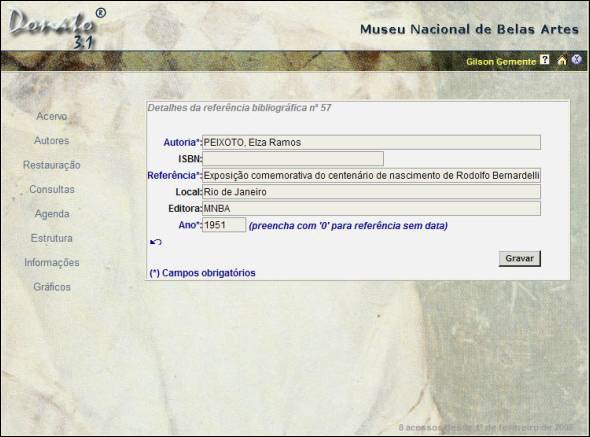 Donato ®
3.1
Museu Nacional de Belas Artes
Gilson Gemente ? X
Acervo
Autores
Restauração
Consultas
Agenda
Estrutura
Informações
Gráficos
Detalhes da referência bibliográfica nº 57
Autoria*: PEIXOTO, Elza Ramos
ISBN:
Referência*: Exposição comemorativa do centenário de nascimento de Rodolfo Bernardelli
Local: Rio de Janeiro
Editora: MNBA
Ano*: 1951 (preencha com '0' para referência sem data)
Gravar
(*) Campos obrigatórios
8 acessos desde 1º de fevereiro de